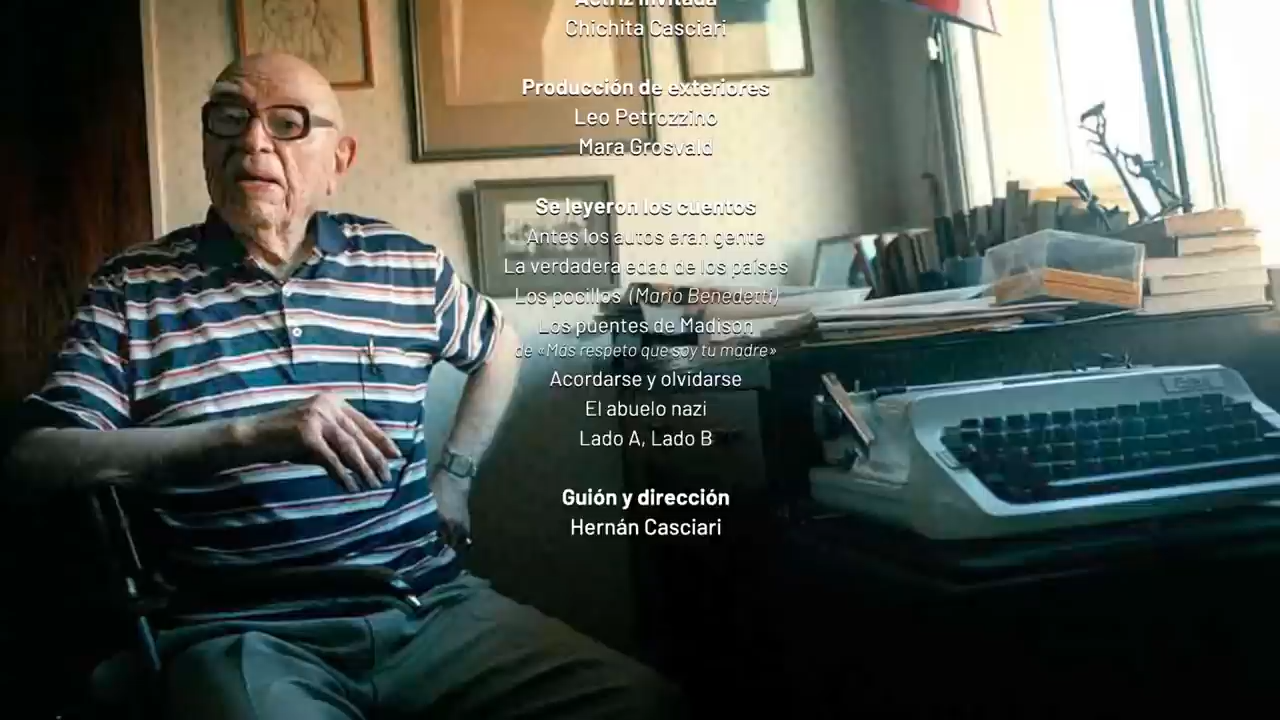 Actriz invitada
Chichita Casciari
Producción de exteriores
Leo Petrozzino
Mara Grosvald
Se leyeron los cuentos
Antes los autos eran gente
La verdadera edad de los países
Los pocillos (Mario Benedetti)
Los puentes de Madison
de «Más respeto que soy tu madre»
Acordarse y olvidarse
El abuelo nazi
Lado A, Lado B
Guión y dirección
Hernán Casciari